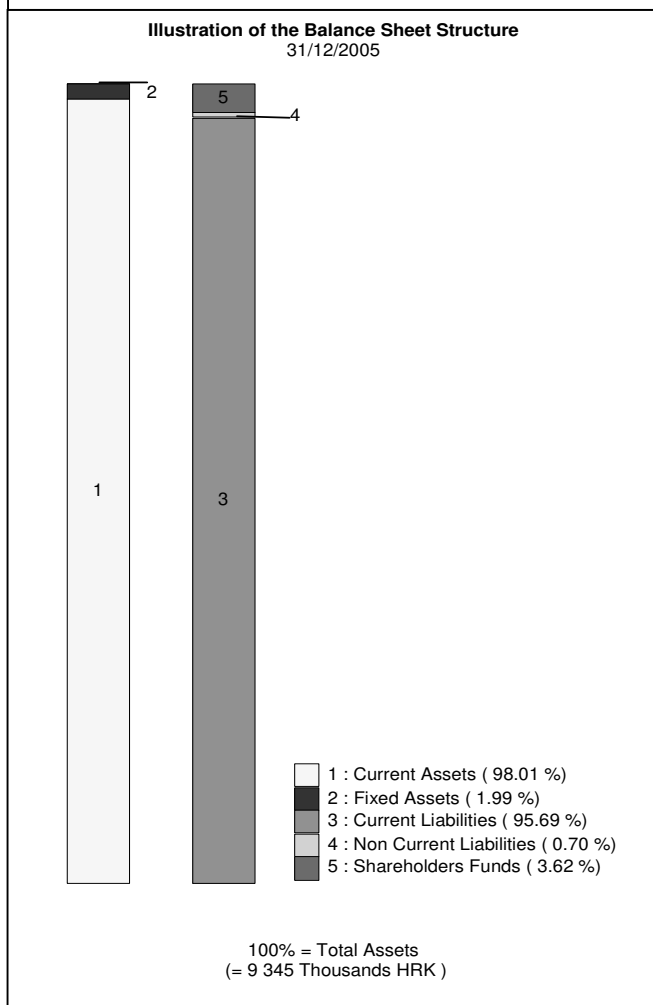 Illustration of the Balance Sheet Structure
31/12/2005
2
5
4
1
3
1 : Current Assets ( 98.01 %)
2 : Fixed Assets ( 1.99 %)
3 : Current Liabilities ( 95.69 %)
4 : Non Current Liabilities ( 0.70 %)
5 : Shareholders Funds ( 3.62 %)
100% = Total Assets
(= 9 345 Thousands HRK )